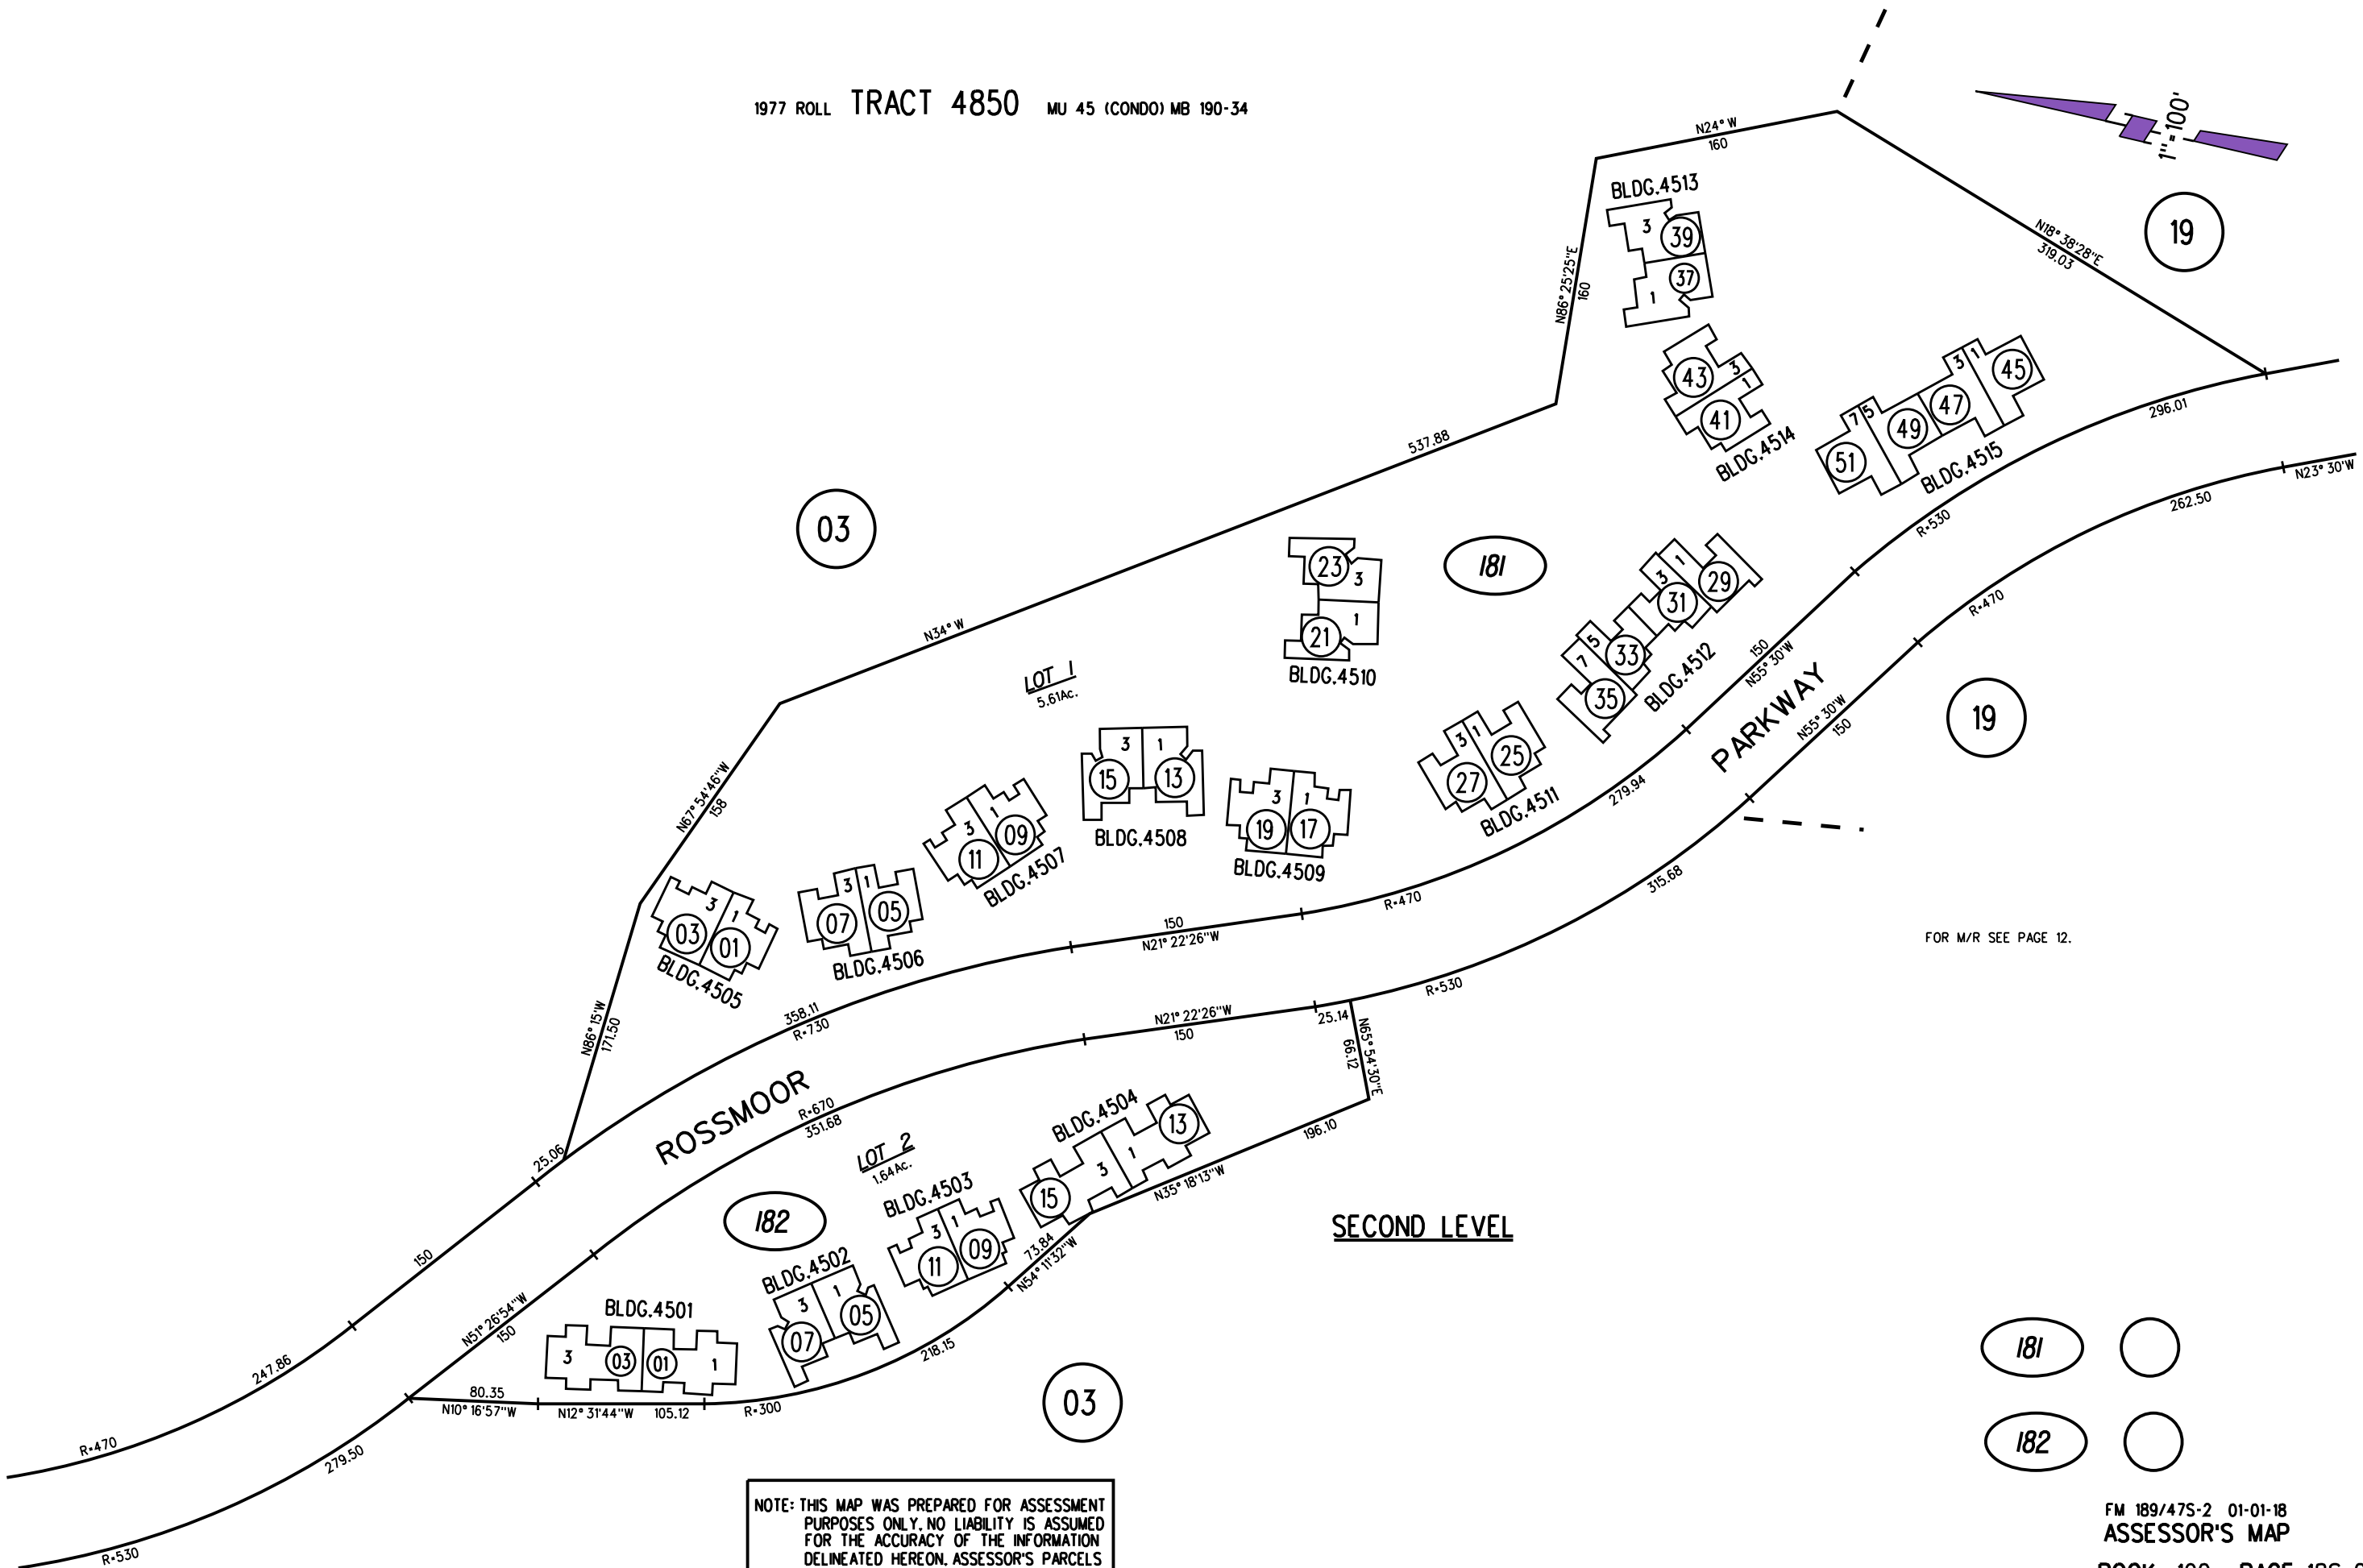 1977 ROLL TRACT 4850 MU 45 (CONDO) MB 190-34
1"=100'
19
N24° W
160
N18° 38'28"E
319.03
N86° 25'25"E
160
BLDG.4513
3
39
37
1
43
3
1
41
BLDG.4514
3
1
45
47
7
5
49
51
BLDG.4515
296.01
R=530
262.50
N23° 30'W
R=470
537.88
N34° W
03
181
23
3
1
21
BLDG.4510
LOT 1
5.61Ac.
1
29
3
31
5
33
7
35
BLDG.4512
150
N55° 30'W
PARKWAY
N55° 30'W
150
19
N67° 54'46"W
158
3
1
15
13
BLDG.4508
3
1
27
25
BLDG.4511
279.94
3
1
11
09
BLDG.4507
3
1
19
17
BLDG.4509
3
1
03
01
BLDG.4505
3
1
07
05
BLDG.4506
315.68
R=470
150
N21° 22'26"W
FOR M/R SEE PAGE 12.
N86° 15'W
171.50
358.11
R=730
N21° 22'26"W
150
25.14
R=530
N65° 54'30"E
66.12
ROSSMOOR
R=670
351.68
LOT 2
1.64Ac.
BLDG.4504
13
1
3
15
196.10
N35° 18'13"W
25.06
182
BLDG.4503
3
1
11
09
73.84
N54° 11'32"W
SECOND LEVEL
BLDG.4502
3
1
07
05
150
N51° 26'54"W
150
BLDG.4501
3
03
01
1
218.15
247.86
80.35
N10° 16'57"W
N12° 31'44"W 105.12
R=300
03
R=470
279.50
R=530
181
182
NOTE: THIS MAP WAS PREPARED FOR ASSESSMENT
PURPOSES ONLY. NO LIABILITY IS ASSUMED
FOR THE ACCURACY OF THE INFORMATION
DELINEATED HEREON. ASSESSOR'S PARCELS
FM 189/47S-2 01-01-18
ASSESSOR'S MAP